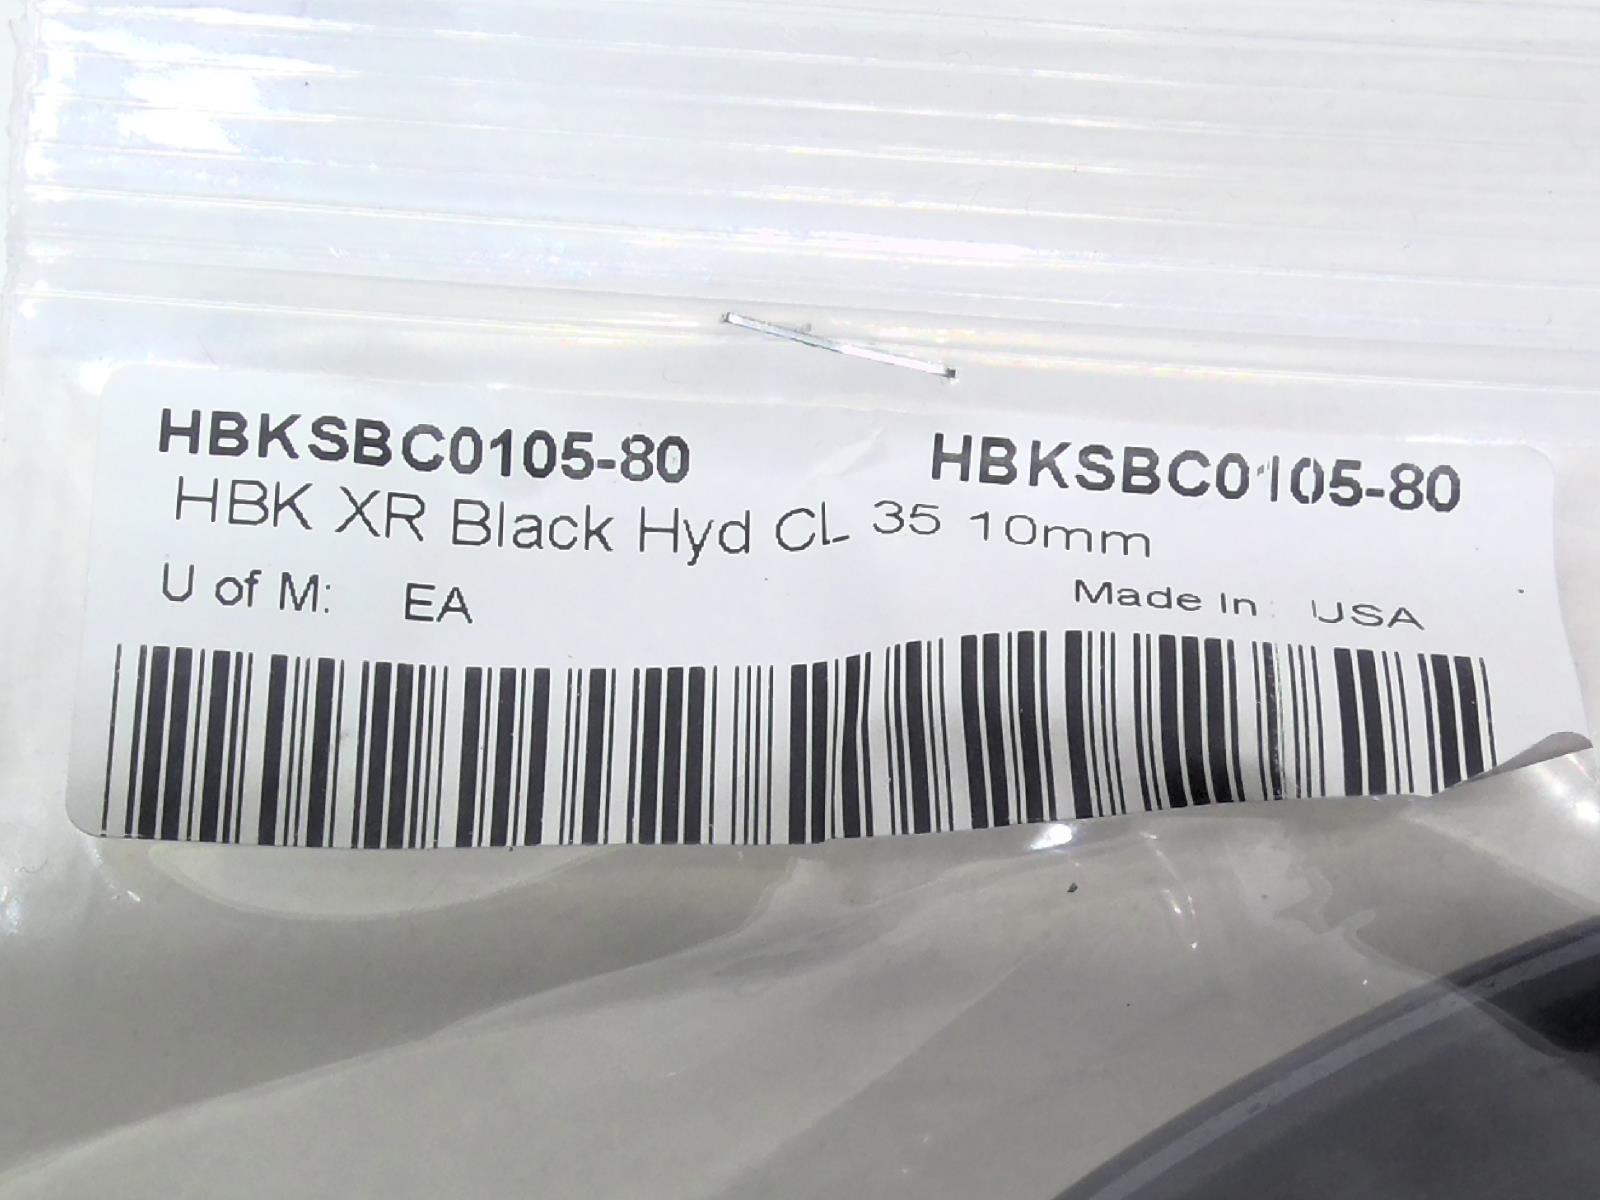 HBKSBC0105-80 HBKSBC0105-80
HBK XR Black Hyd CL 35 10mm
U of M: EA Made In: USA